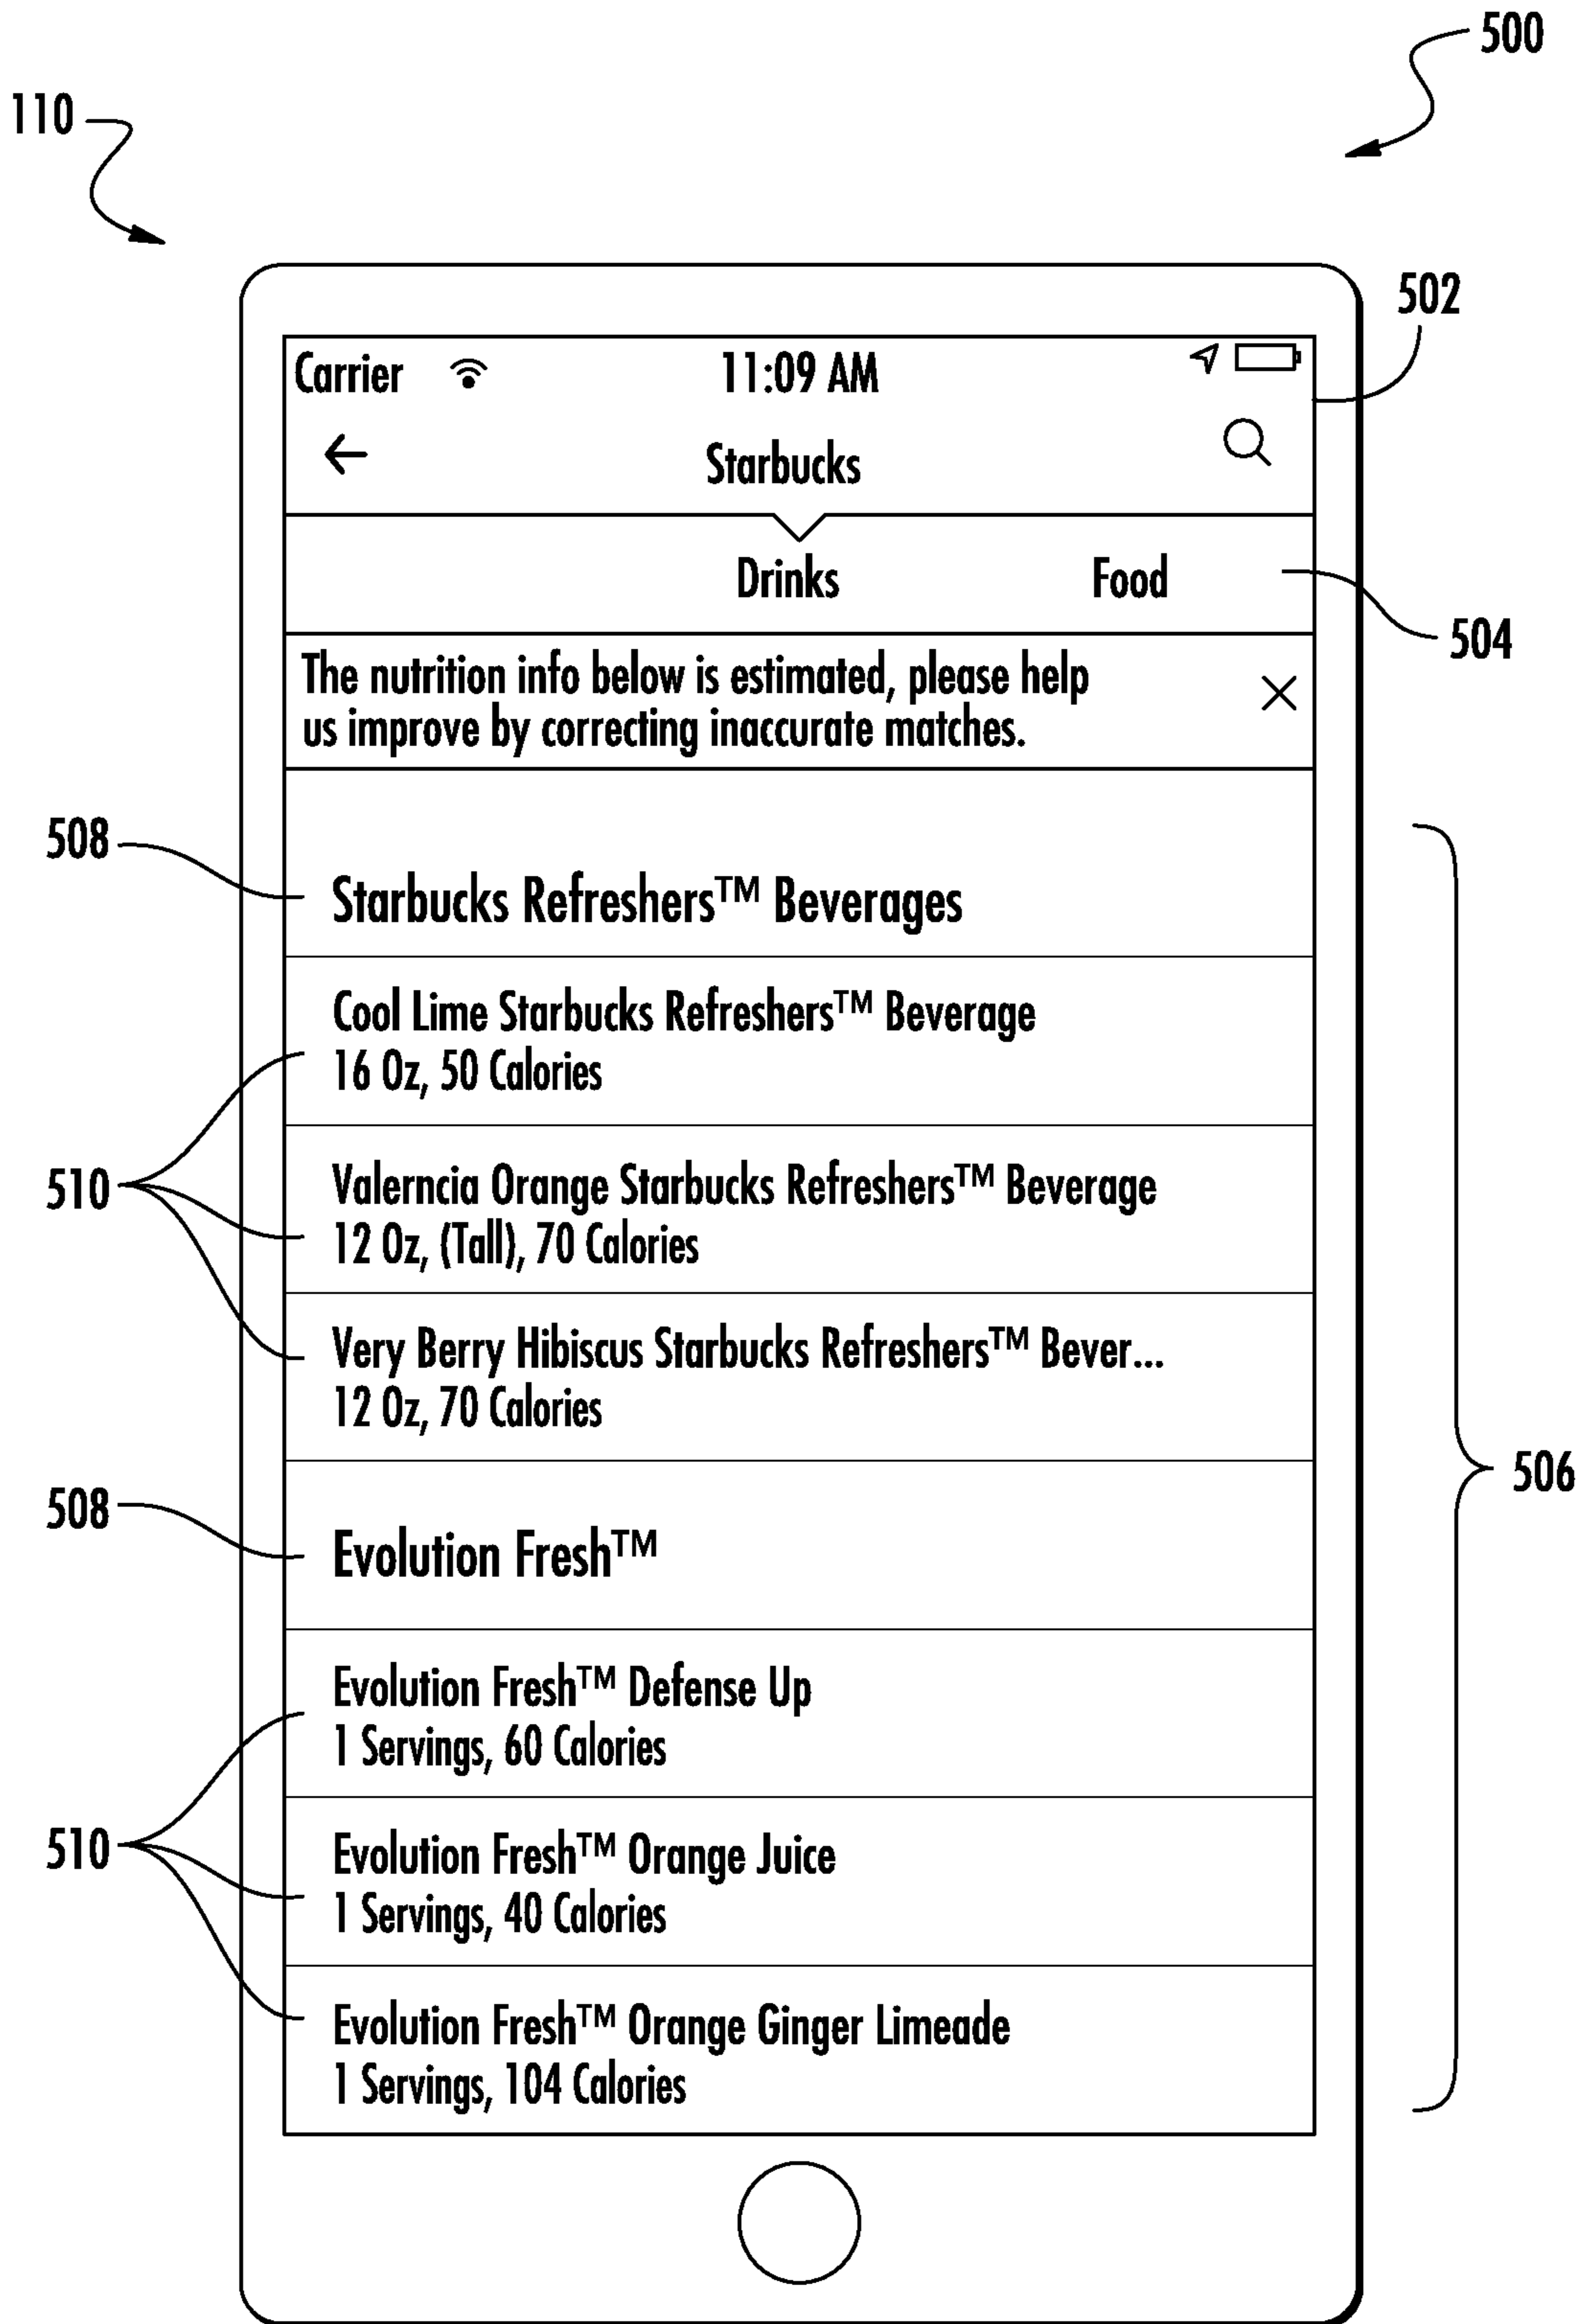 500
110
502
Carrier 11:09 AM
Starbucks
Drinks Food
504
The nutrition info below is estimated, please help
us improve by correcting inaccurate matches.
508
Starbucks Refreshers™ Beverages
Cool Lime Starbucks Refreshers™ Beverage
16 Oz, 50 Calories
510
Valerncia Orange Starbucks Refreshers™ Beverage
12 Oz, (Tall), 70 Calories
Very Berry Hibiscus Starbucks Refreshers™ Bever...
12 Oz, 70 Calories
506
508
Evolution Fresh™
Evolution Fresh™ Defense Up
1 Servings, 60 Calories
510
Evolution Fresh™ Orange Juice
1 Servings, 40 Calories
Evolution Fresh™ Orange Ginger Limeade
1 Servings, 104 Calories